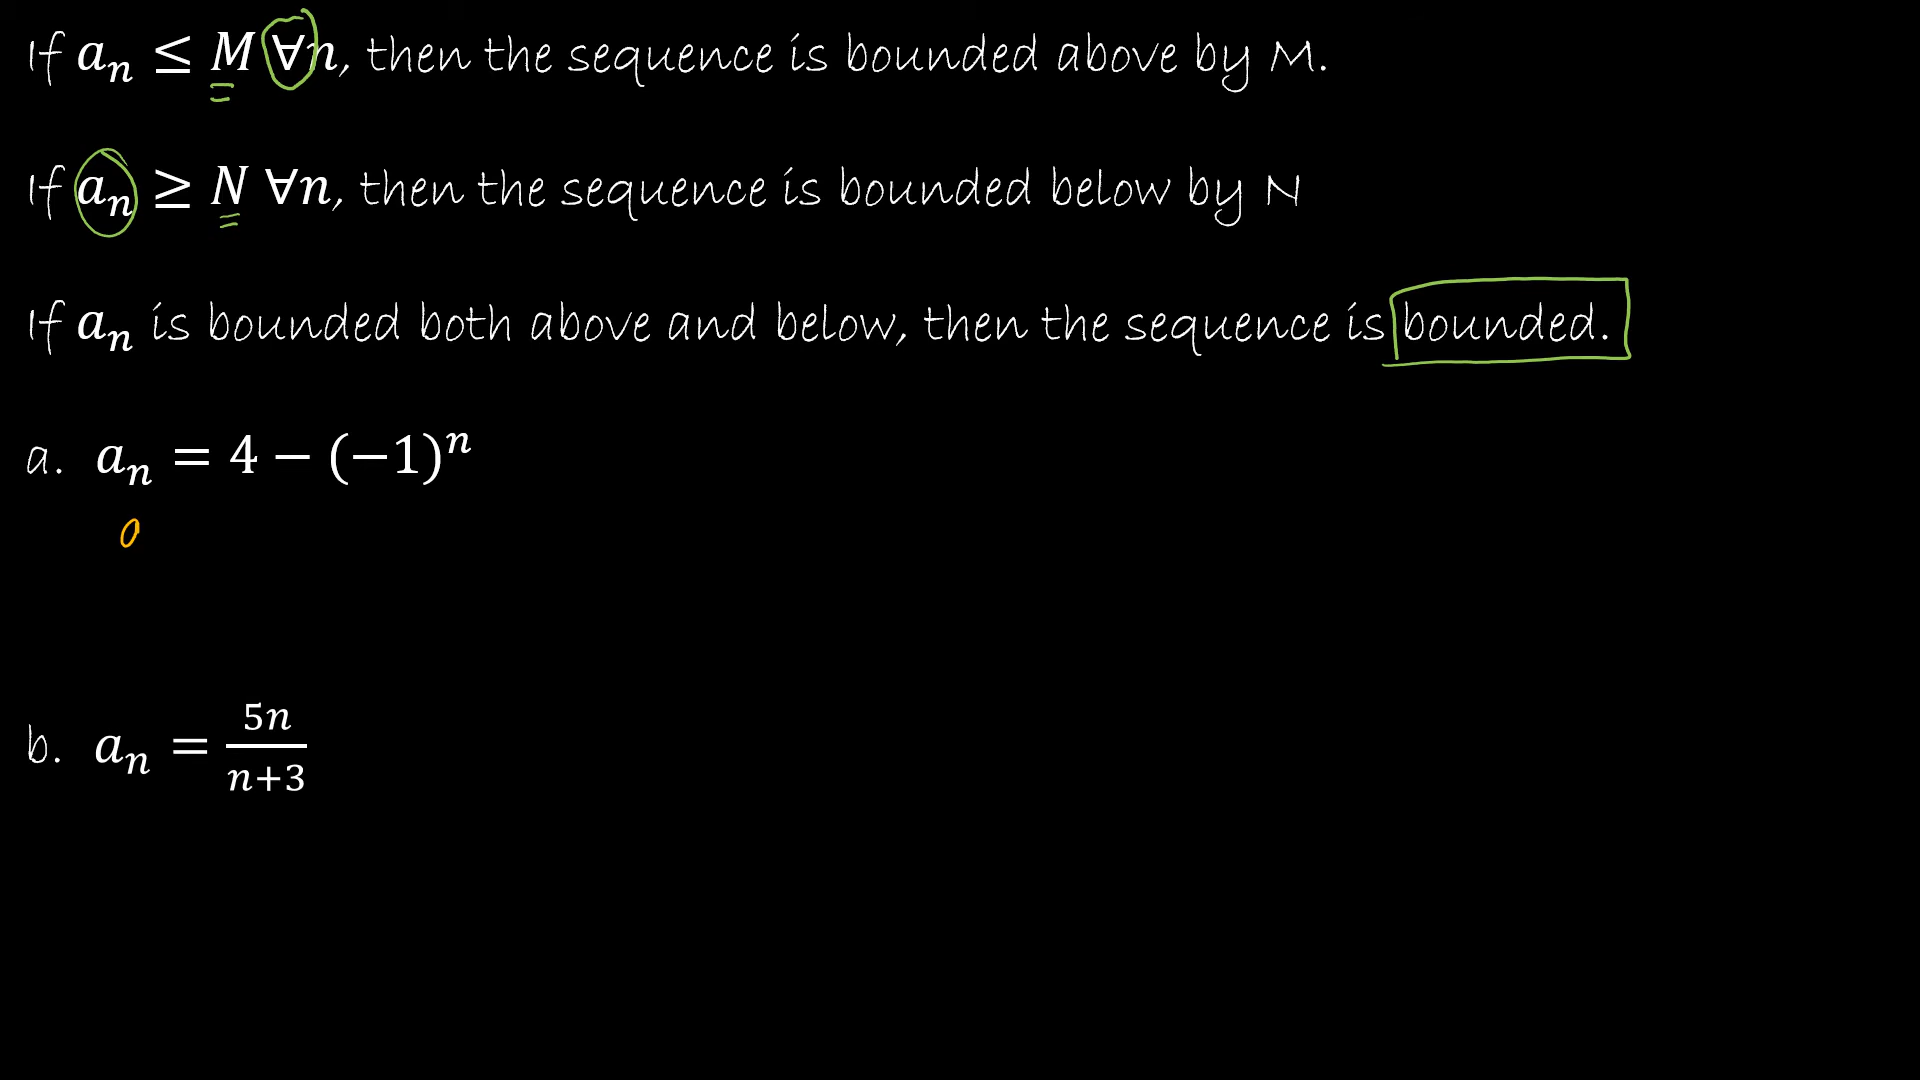 If aₙ ≤ M ∀n, then the sequence is bounded above by M.
If aₙ ≥ N ∀n, then the sequence is bounded below by N
If aₙ is bounded both above and below, then the sequence is bounded.
a. aₙ = 4 − (−1)ⁿ
b. aₙ = 5n/(n+3)